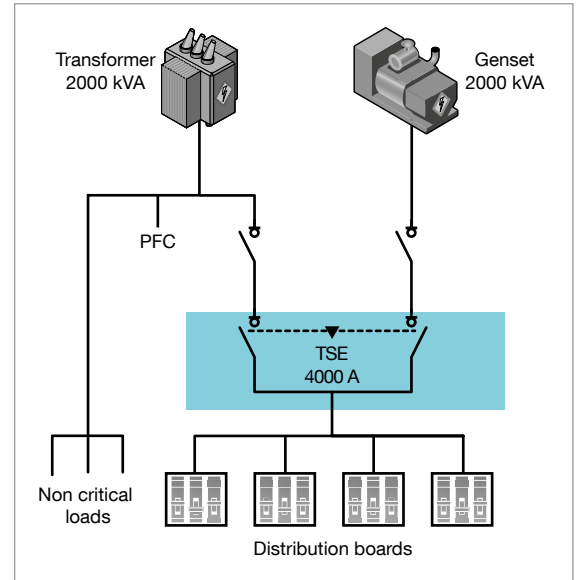 Transformer
2000 kVA
Genset
2000 kVA
PFC
TSE
4000 A
Non critical
loads
Distribution boards